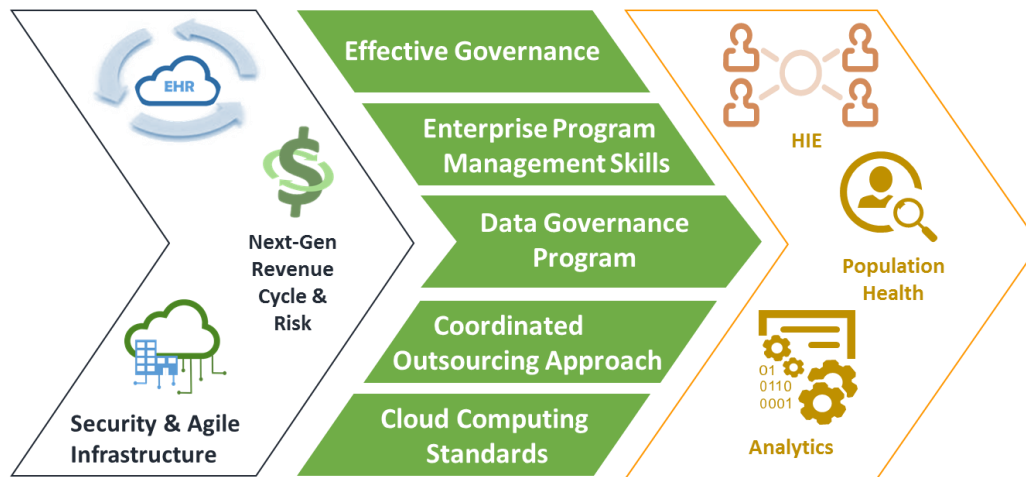 EHR
Next-Gen
Revenue
Cycle &
Risk
Security & Agile
Infrastructure
Effective Governance
Enterprise Program
Management Skills
Data Governance
Program
Coordinated
Outsourcing Approach
Cloud Computing
Standards
HIE
Population
Health
01
0110
0001
Analytics